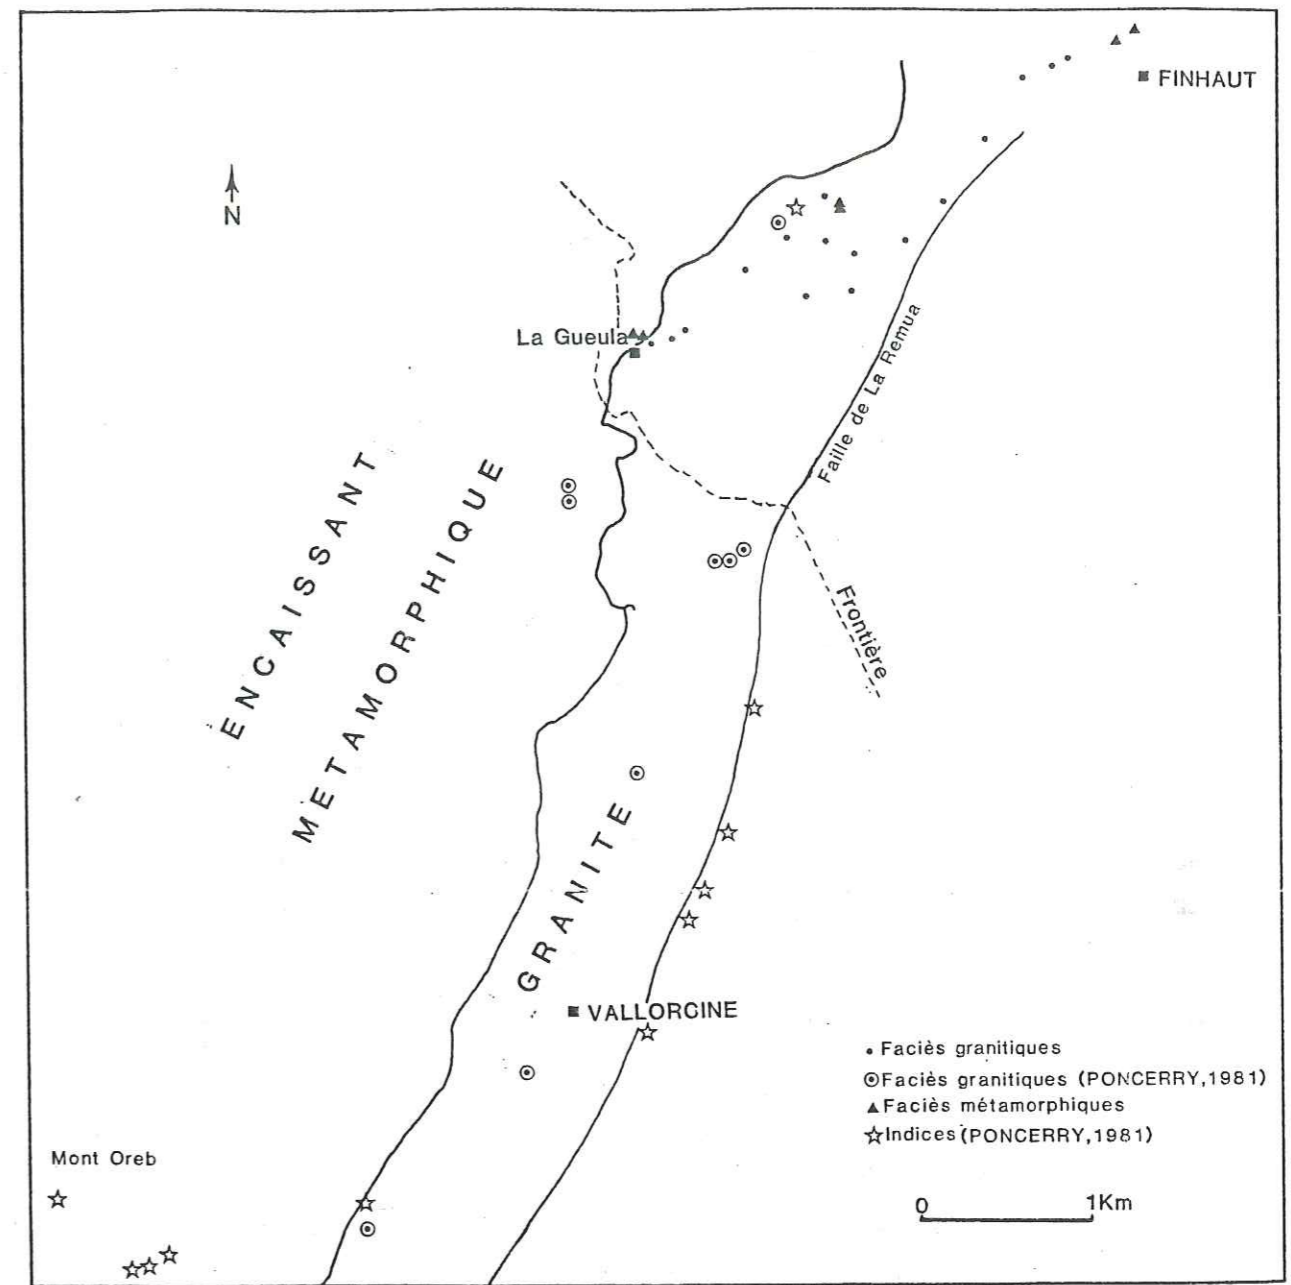 FINHAUT
N
La Gueula
Faille de La Remua
ENCAISSANT
METAMORPHIQUE
Frontière
GRANITE
VALLORCINE
Faciès granitiques
Faciès granitiques (PONCERRY,1981)
Faciès métamorphiques
Indices (PONCERRY,1981)
Mont Oreb
0 1Km